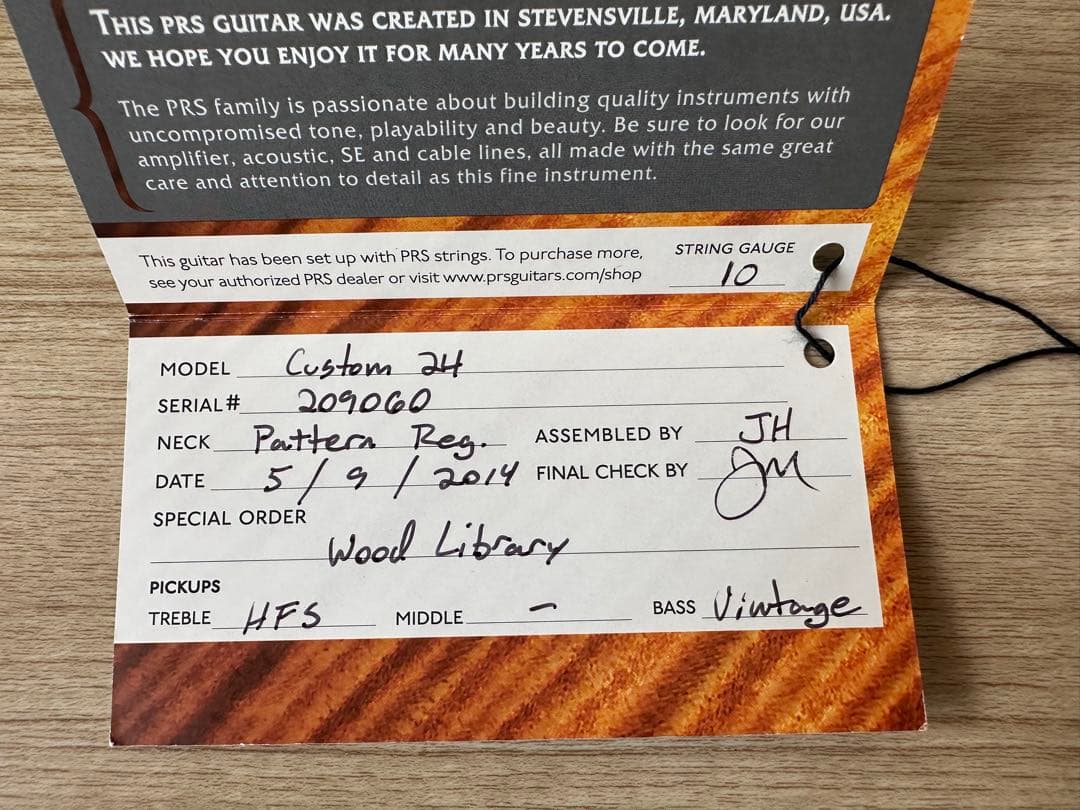 THIS PRS GUITAR WAS CREATED IN STEVENSVILLE, MARYLAND, USA.
WE HOPE YOU ENJOY IT FOR MANY YEARS TO COME.
The PRS family is passionate about building quality instruments with
uncompromised tone, playability and beauty. Be sure to look for our
amplifier, acoustic, SE and cable lines, all made with the same great
care and attention to detail as this fine instrument.
This guitar has been set up with PRS strings. To purchase more,
see your authorized PRS dealer or visit www.prsguitars.com/shop
STRING GAUGE
10
MODEL Custom 24
SERIAL# 209060
NECK Pattern Reg. ASSEMBLED BY JH
DATE 5/9/2014 FINAL CHECK BY JM
SPECIAL ORDER
Wood Library
PICKUPS
TREBLE HFS MIDDLE - BASS Vintage